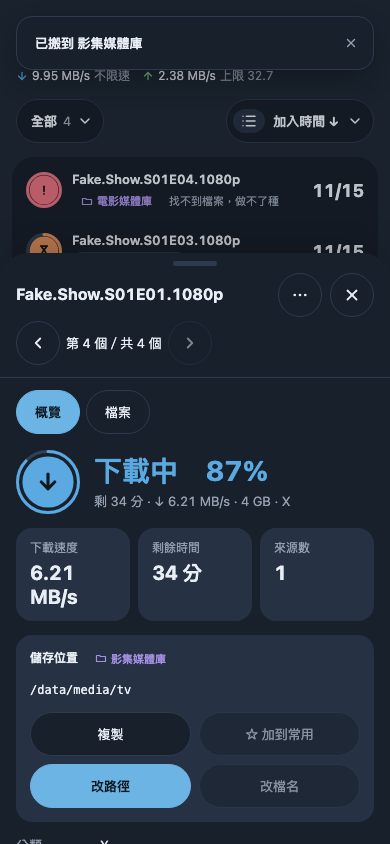 已搬到 影集媒體庫 ×
↓ 9.95 MB/s 不限速 ↑ 2.38 MB/s 上限 32.7
全部 4 加入時間 ↓
Fake.Show.S01E04.1080p
! 11/15
電影媒體庫 找不到檔案，做不了種
Fake.Show.S01E03.1080p
11/15
Fake.Show.S01E01.1080p ... ×
第 4 個 / 共 4 個
概覽 檔案
下載中 87%
剩 34 分 · ↓ 6.21 MB/s · 4 GB · X
下載速度 剩餘時間 來源數
6.21 MB/s 34 分 1
儲存位置 影集媒體庫
/data/media/tv
複製 ☆ 加到常用
改路徑 改檔名